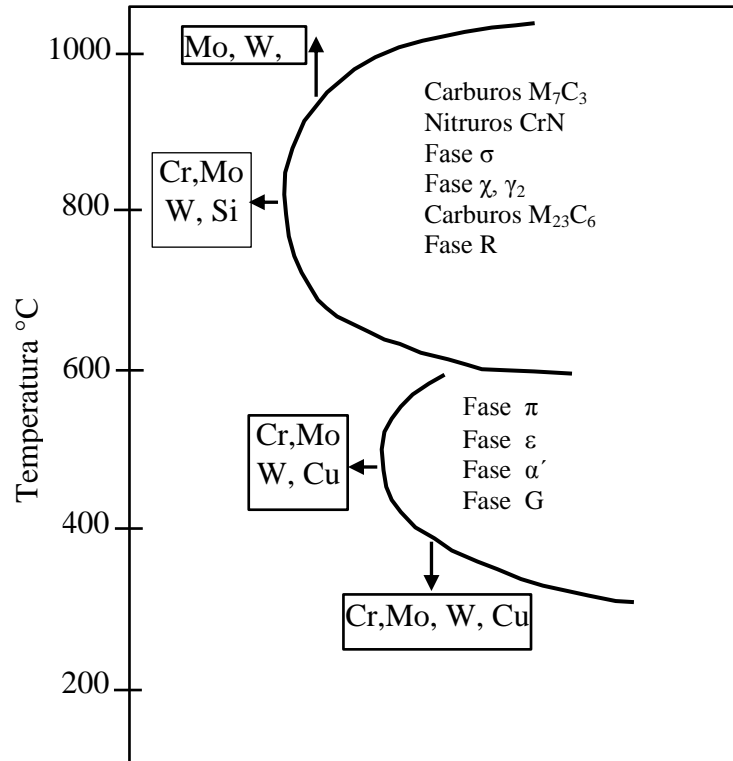 1000
Mo, W,
Carburos M₇C₃
Nitruros CrN
Fase σ
Fase χ, γ₂
Carburos M₂₃C₆
Fase R
Cr,Mo
W, Si
800
Temperatura °C
600
Fase π
Fase ε
Fase α´
Fase G
Cr,Mo
W, Cu
400
Cr,Mo, W, Cu
200